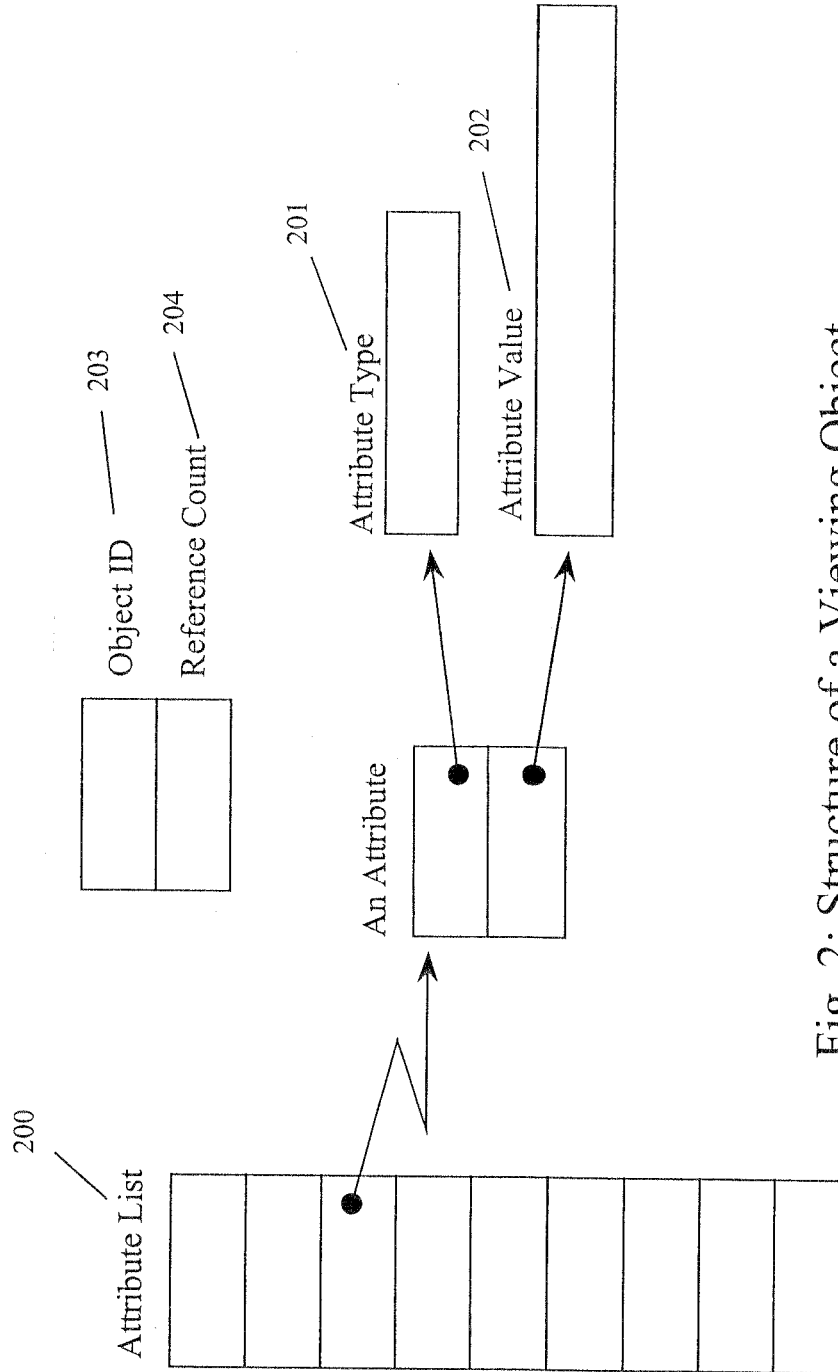 200
Attribute List
203
Object ID
204
Reference Count
An Attribute
201
Attribute Type
202
Attribute Value
Fig. 2: Structure of a Viewing Object